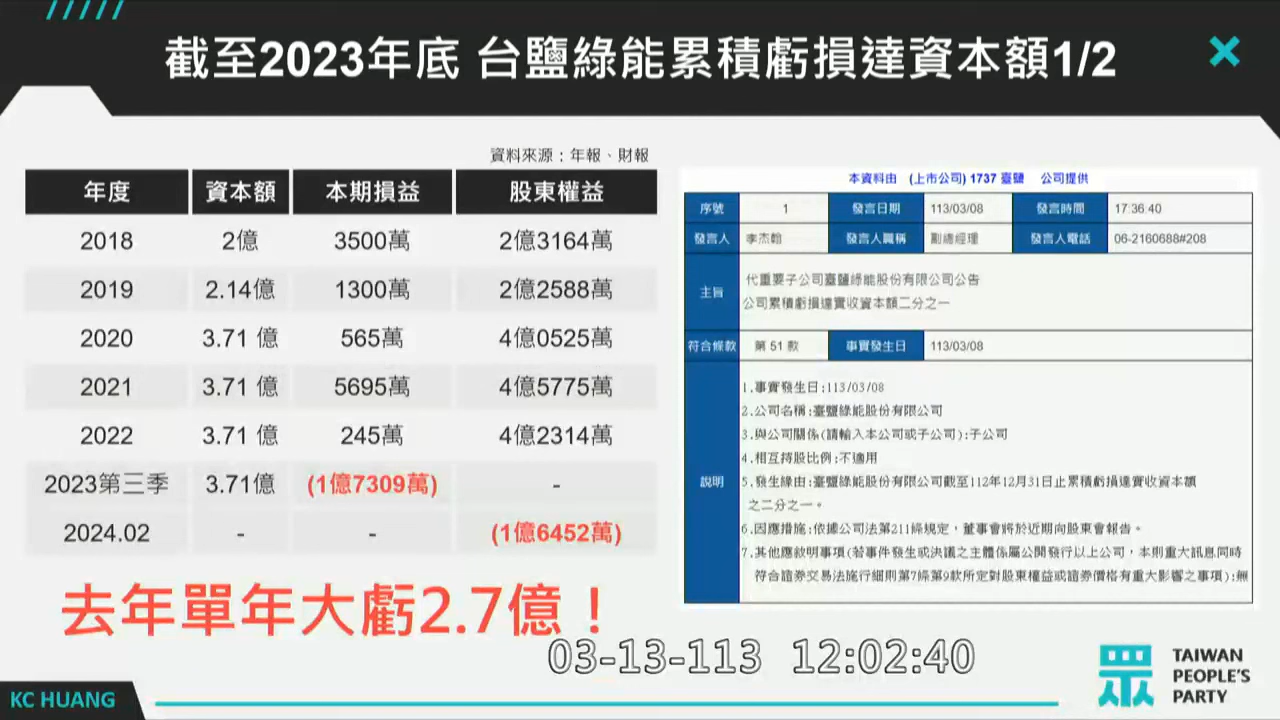 截至2023年底 台鹽綠能累積虧損達資本額1/2
資料來源：年報、財報
年度 資本額 本期損益 股東權益
2018 2億 3500萬 2億3164萬
2019 2.14億 1300萬 2億2588萬
2020 3.71 億 565萬 4億0525萬
2021 3.71 億 5695萬 4億5775萬
2022 3.71 億 245萬 4億2314萬
2023第三季 3.71億 (1億7309萬) -
2024.02 - - (1億6452萬)
去年單年大虧2.7億！
本資料由 (上市公司) 1737 臺鹽 公司提供
序號 1 發言日期 113/03/08 發言時間 17:36:40
發言人 李杰翰 發言人職稱 副總經理 發言人電話 06-2160688#208
主旨
代重要子公司臺鹽綠能股份有限公司公告
公司累積虧損達實收資本額二分之一
符合條款 第 51 款 事實發生日 113/03/08
說明
1.事實發生日:113/03/08
2.公司名稱:臺鹽綠能股份有限公司
3.與公司關係(請輸入本公司或子公司):子公司
4.相互持股比例:不適用
5.發生緣由:臺鹽綠能股份有限公司截至112年12月31日止累積虧損達實收資本額
之二分之一。
6.因應措施:依據公司法第211條規定，董事會將於近期向股東會報告。
7.其他應敘明事項(若事件發生或決議之主體係屬公開發行以上公司，本則重大訊息同時
符合證券交易法施行細則第7條第9款所定對股東權益或證券價格有重大影響之事項):無
03-13-113 12:02:40
KC HUANG
眾
TAIWAN
PEOPLE'S
PARTY